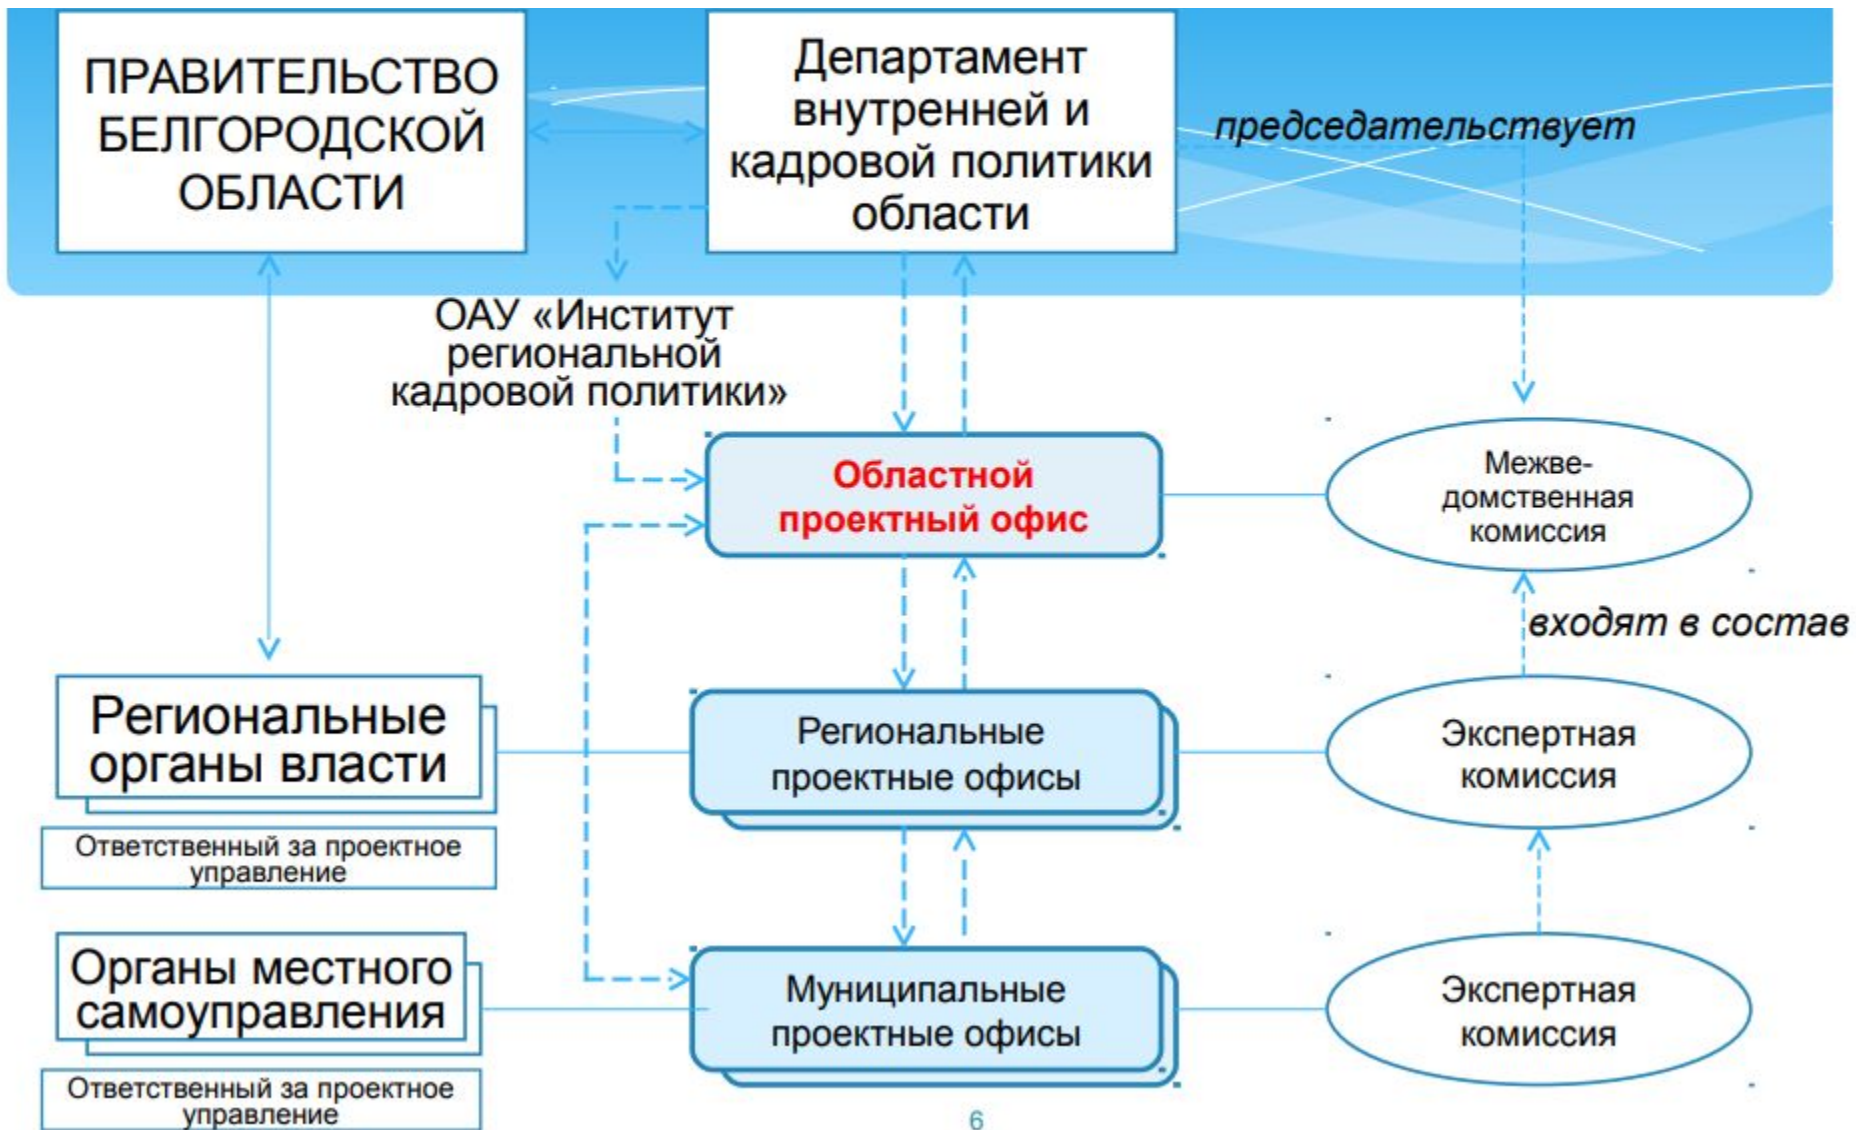 ПРАВИТЕЛЬСТВО
БЕЛГОРОДСКОЙ
ОБЛАСТИ
Департамент
внутренней и
кадровой политики
области
председательствует
ОАУ «Институт
региональной
кадровой политики»
Областной
проектный офис
Межве-
домственная
комиссия
входят в состав
Региональные
органы власти
Региональные
проектные офисы
Экспертная
комиссия
Ответственный за проектное
управление
Органы местного
самоуправления
Муниципальные
проектные офисы
Экспертная
комиссия
Ответственный за проектное
управление
6